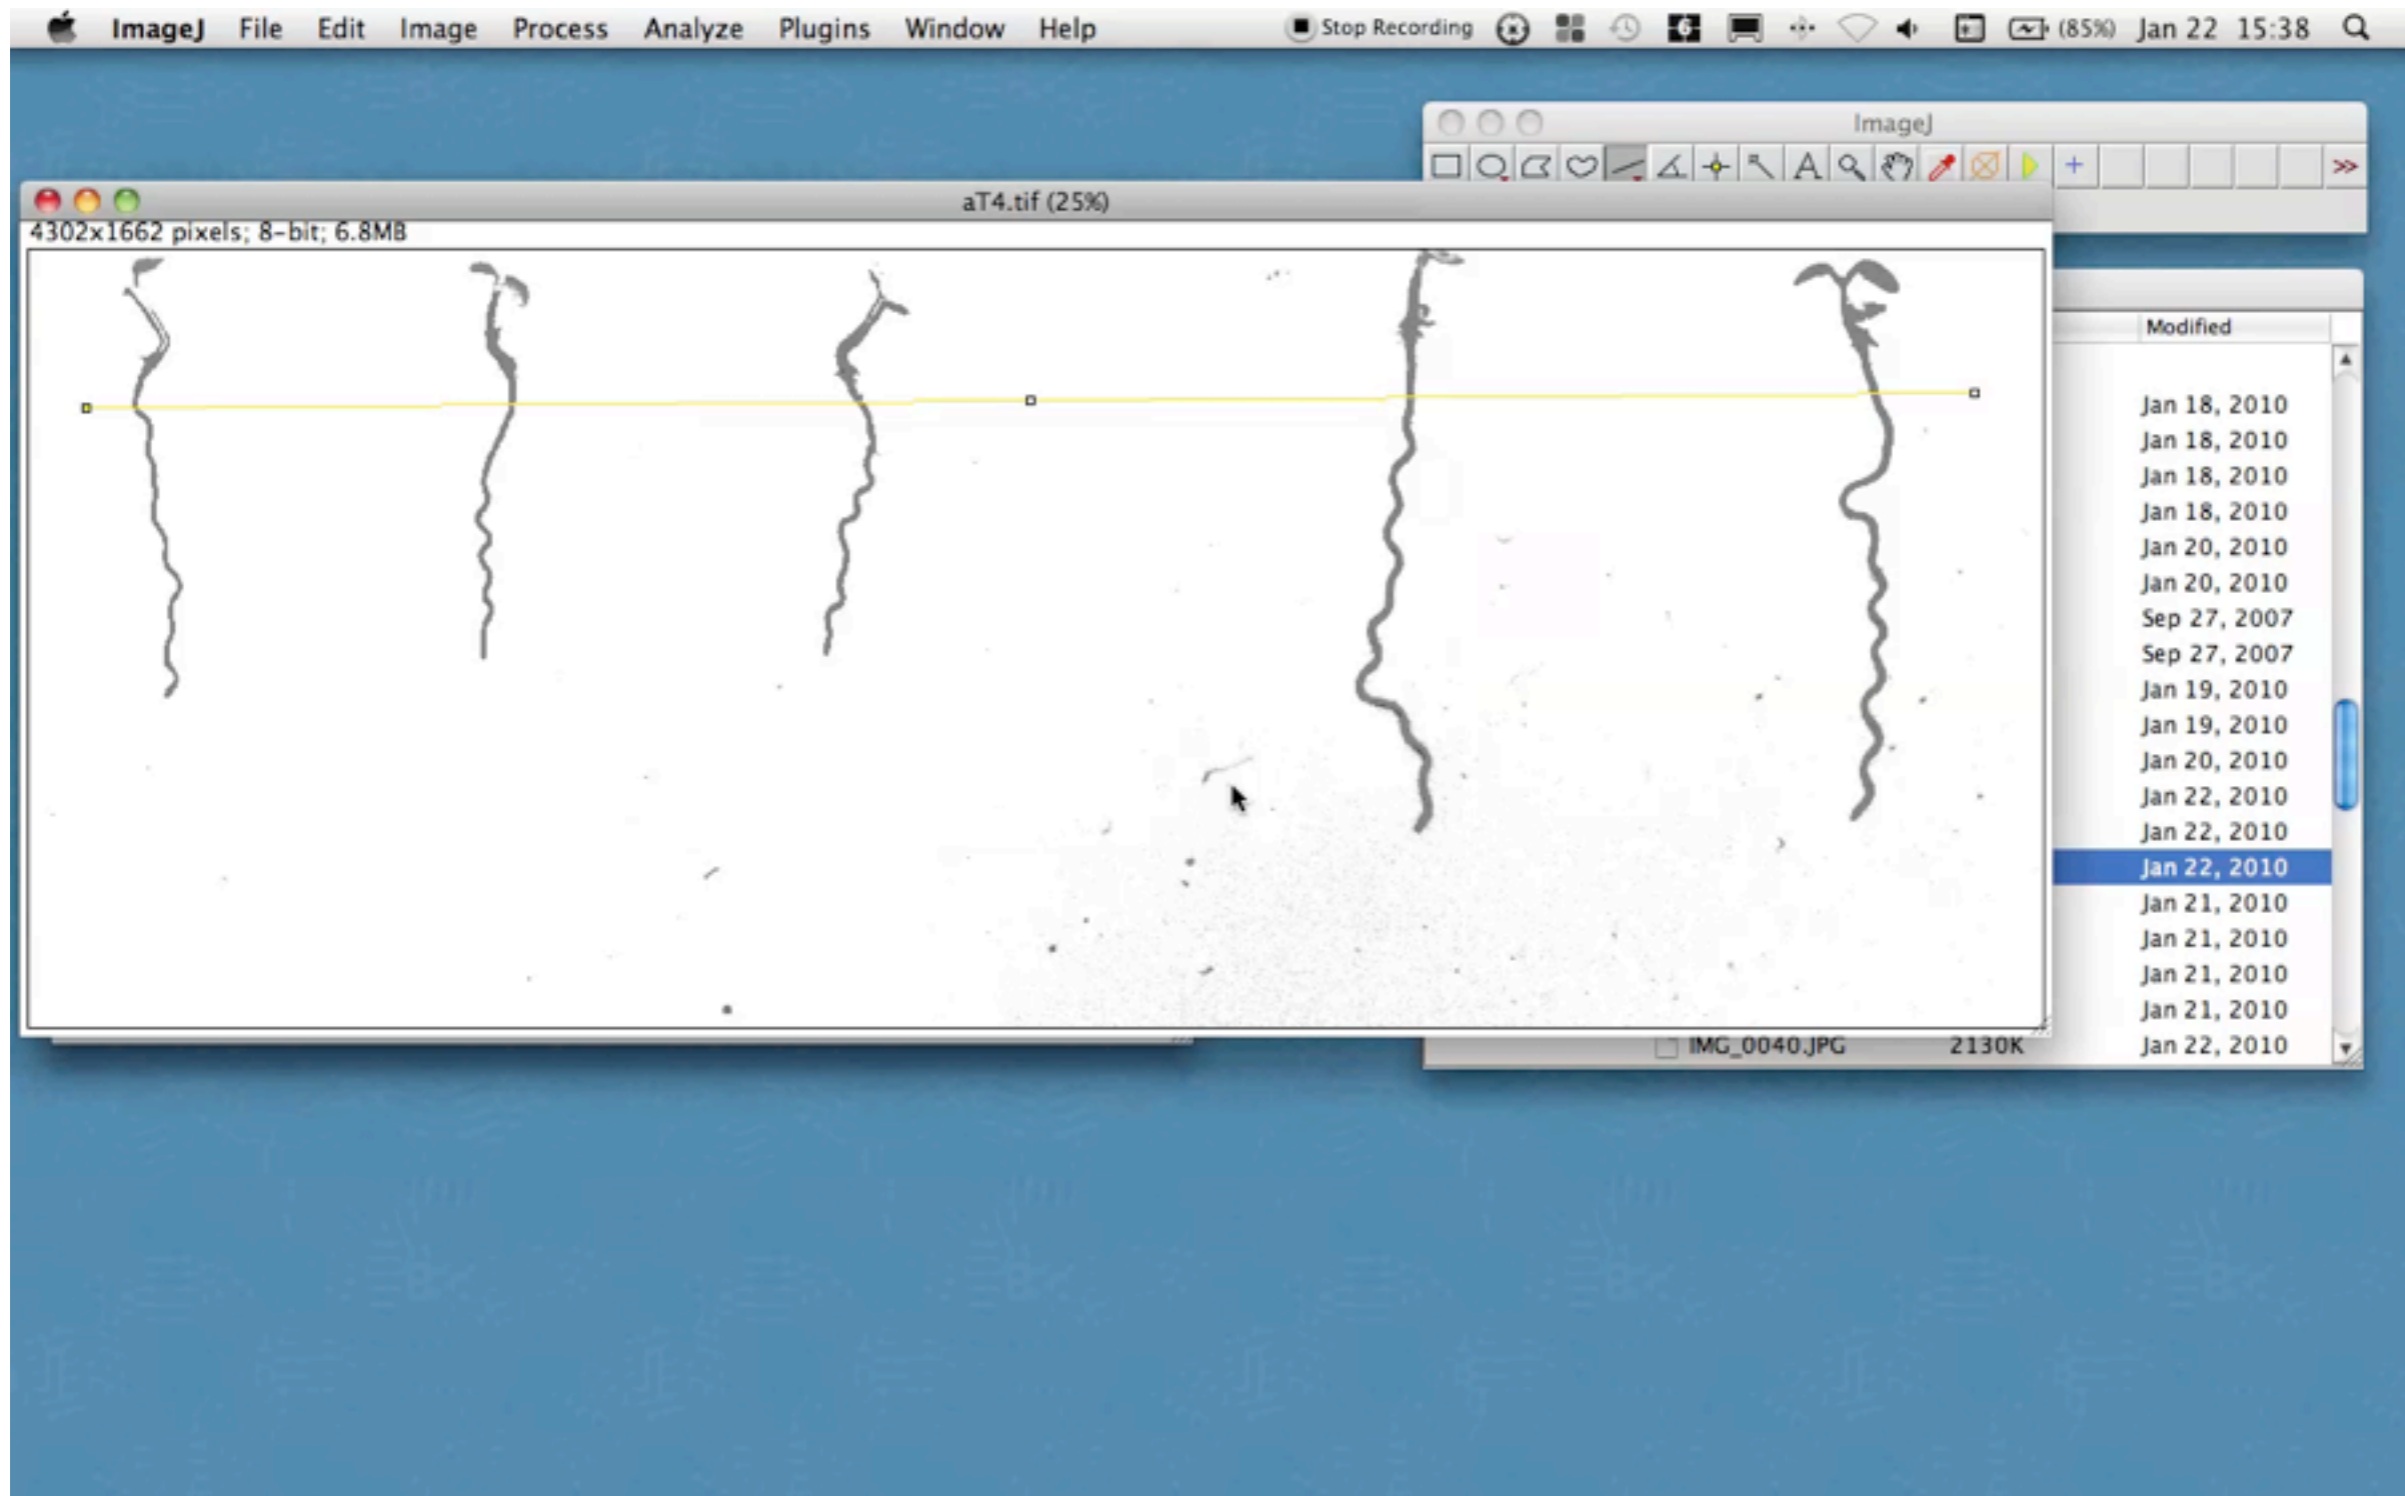 ImageJ File Edit Image Process Analyze Plugins Window Help Stop Recording 6 (85%) Jan 22 15:38
ImageJ
A
aT4.tif (25%)
4302x1662 pixels; 8-bit; 6.8MB
Modified
Jan 18, 2010
Jan 18, 2010
Jan 18, 2010
Jan 18, 2010
Jan 20, 2010
Jan 20, 2010
Sep 27, 2007
Sep 27, 2007
Jan 19, 2010
Jan 19, 2010
Jan 20, 2010
Jan 22, 2010
Jan 22, 2010
Jan 22, 2010
Jan 21, 2010
Jan 21, 2010
Jan 21, 2010
Jan 21, 2010
IMG_0040.JPG 2130K Jan 22, 2010